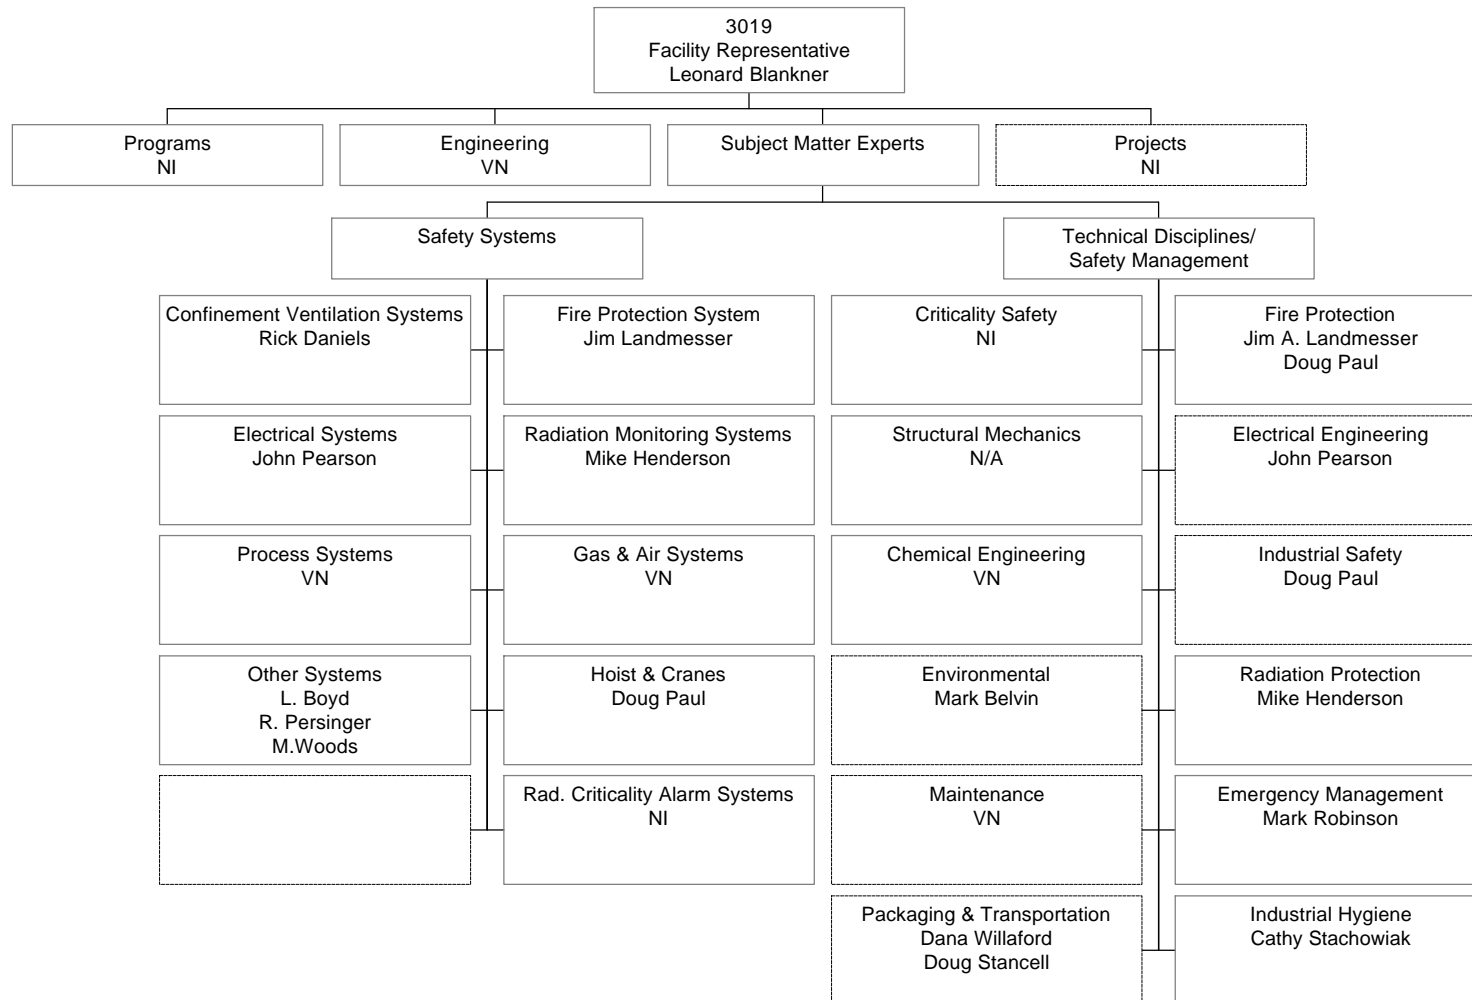 3019
Facility Representative
Leonard Blankner
Programs
NI
Engineering
VN
Subject Matter Experts
Projects
NI
Safety Systems
Technical Disciplines/
Safety Management
Confinement Ventilation Systems
Rick Daniels
Fire Protection System
Jim Landmesser
Criticality Safety
NI
Fire Protection
Jim A. Landmesser
Doug Paul
Electrical Systems
John Pearson
Radiation Monitoring Systems
Mike Henderson
Structural Mechanics
N/A
Electrical Engineering
John Pearson
Process Systems
VN
Gas & Air Systems
VN
Chemical Engineering
VN
Industrial Safety
Doug Paul
Other Systems
L. Boyd
R. Persinger
M.Woods
Hoist & Cranes
Doug Paul
Environmental
Mark Belvin
Radiation Protection
Mike Henderson
Rad. Criticality Alarm Systems
NI
Maintenance
VN
Emergency Management
Mark Robinson
Packaging & Transportation
Dana Willaford
Doug Stancell
Industrial Hygiene
Cathy Stachowiak